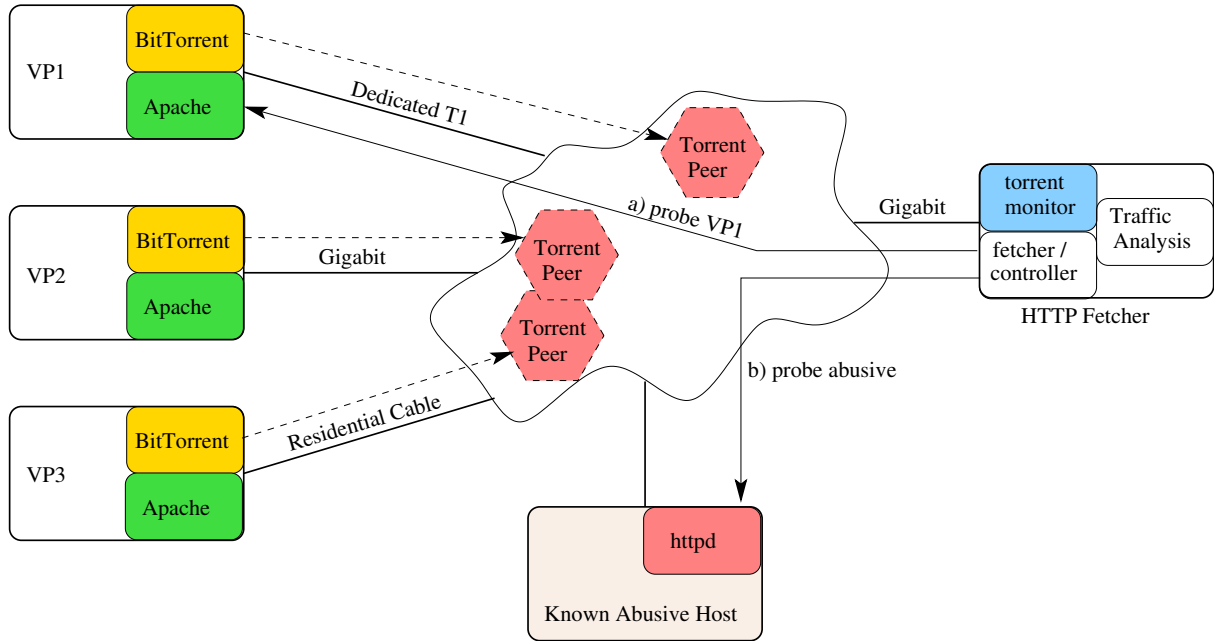 BitTorrent
VP1
Apache
Dedicated T1
Torrent
Peer
a) probe VP1
BitTorrent
VP2
Apache
Gigabit
Torrent
Peer
Torrent
Peer
BitTorrent
VP3
Apache
Residential Cable
Gigabit
torrent
monitor
Traffic
Analysis
fetcher /
controller
HTTP Fetcher
b) probe abusive
httpd
Known Abusive Host